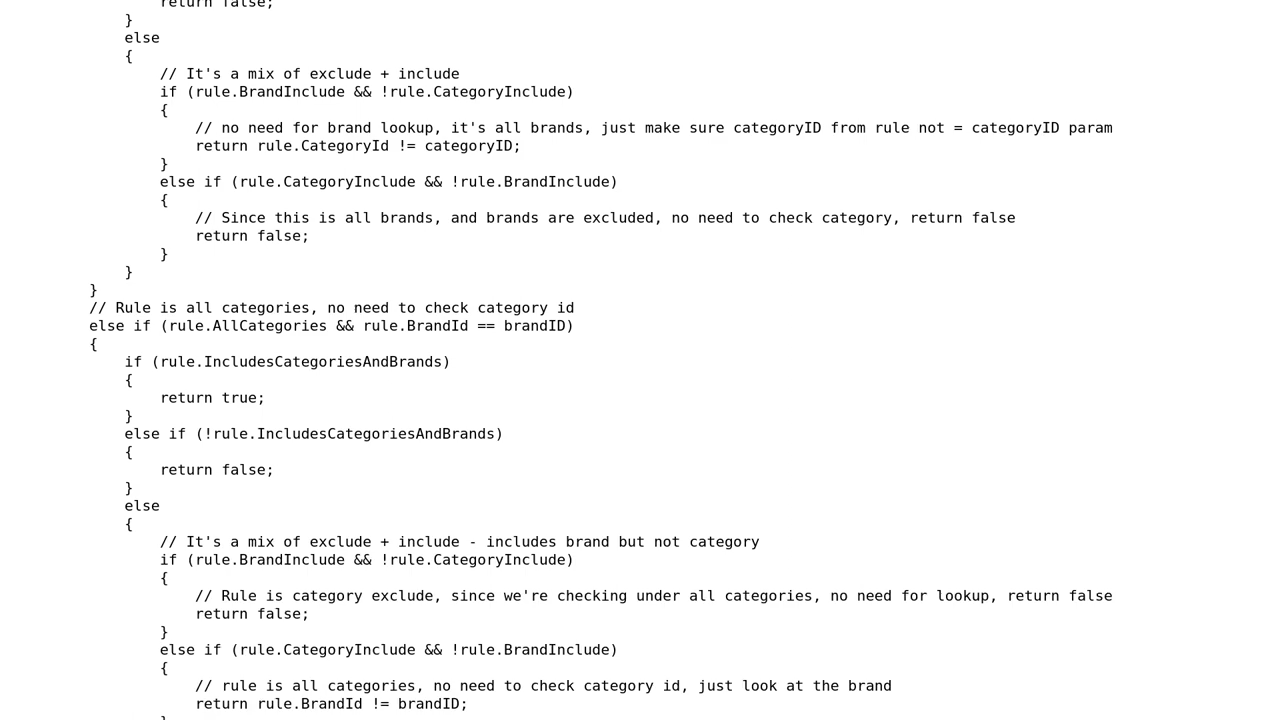 return false;
}
else
{
// It's a mix of exclude + include
if (rule.BrandInclude && !rule.CategoryInclude)
{
// no need for brand lookup, it's all brands, just make sure categoryID from rule not = categoryID param
return rule.CategoryId != categoryID;
}
else if (rule.CategoryInclude && !rule.BrandInclude)
{
// Since this is all brands, and brands are excluded, no need to check category, return false
return false;
}
}
}
// Rule is all categories, no need to check category id
else if (rule.AllCategories && rule.BrandId == brandID)
{
if (rule.IncludesCategoriesAndBrands)
{
return true;
}
else if (!rule.IncludesCategoriesAndBrands)
{
return false;
}
else
{
// It's a mix of exclude + include - includes brand but not category
if (rule.BrandInclude && !rule.CategoryInclude)
{
// Rule is category exclude, since we're checking under all categories, no need for lookup, return false
return false;
}
else if (rule.CategoryInclude && !rule.BrandInclude)
{
// rule is all categories, no need to check category id, just look at the brand
return rule.BrandId != brandID;
}